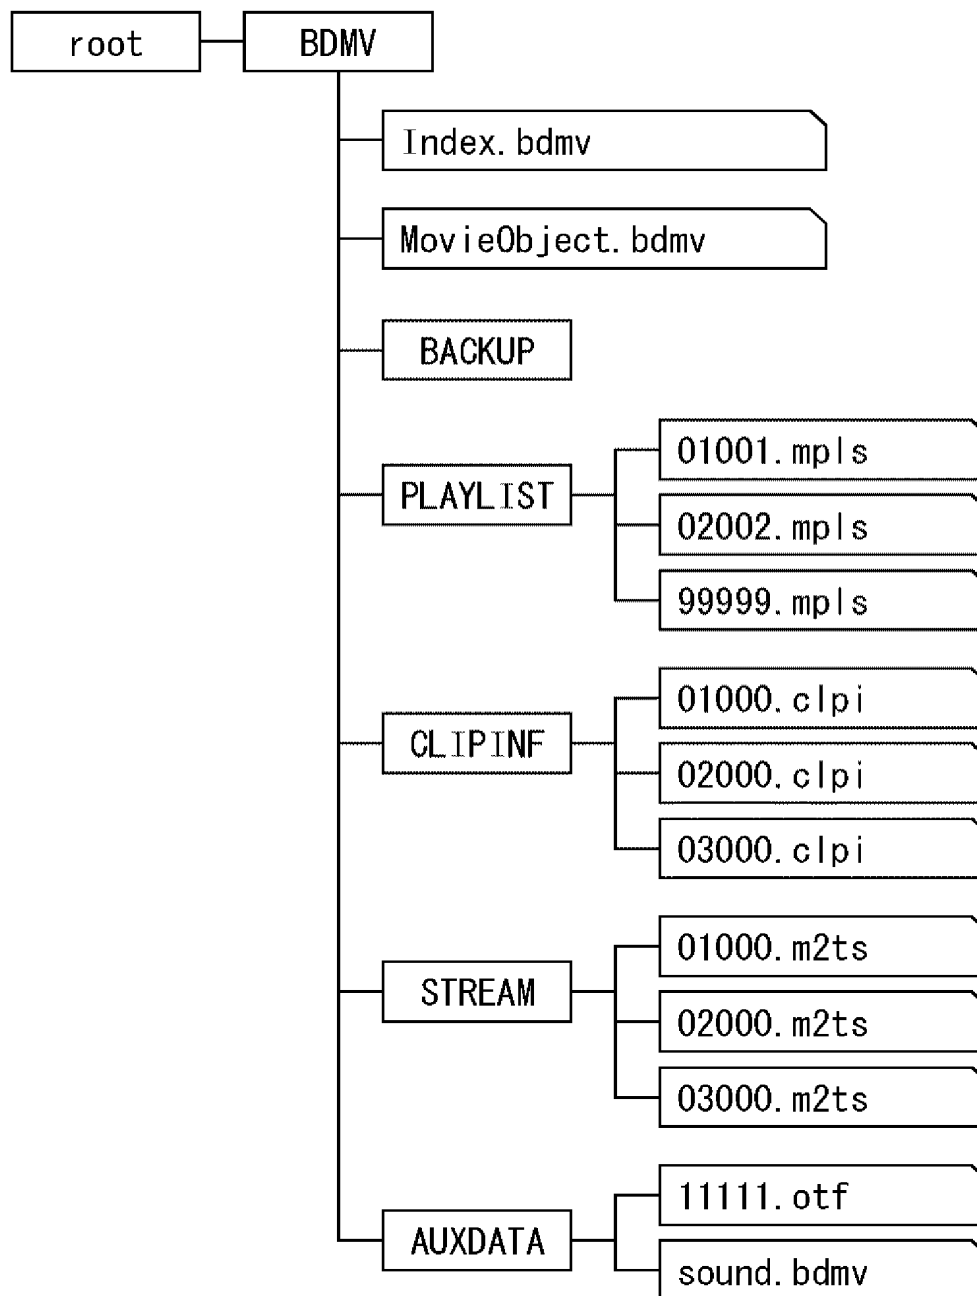 root
BDMV
Index.bdmv
MovieObject.bdmv
BACKUP
PLAYLIST
01001.mpls
02002.mpls
99999.mpls
CLIPINF
01000.clpi
02000.clpi
03000.clpi
STREAM
01000.m2ts
02000.m2ts
03000.m2ts
AUXDATA
11111.otf
sound.bdmv